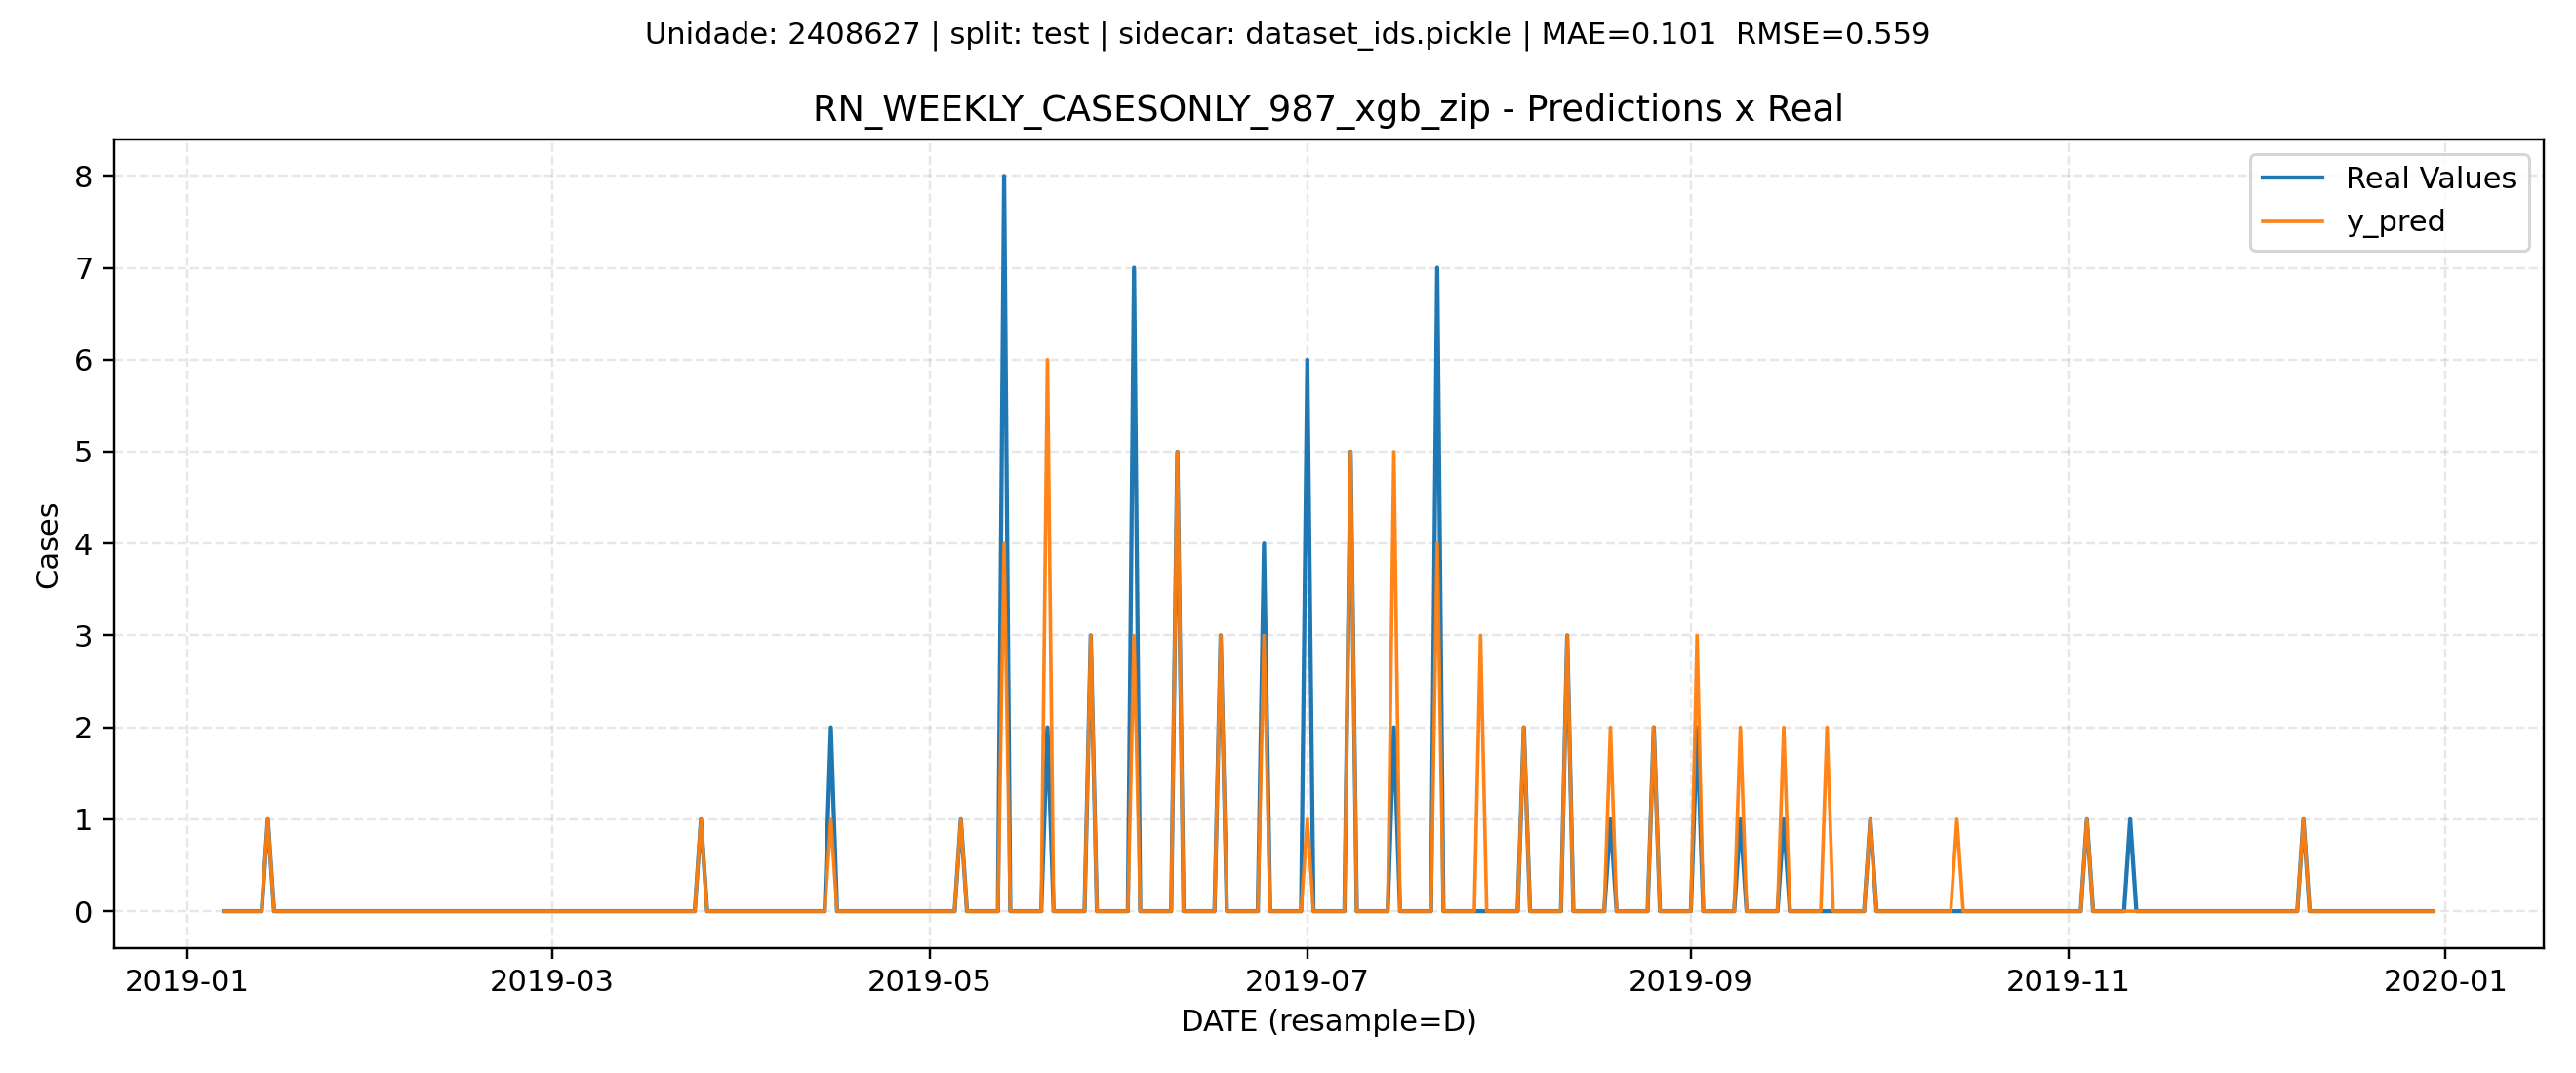 Unidade: 2408627 | split: test | sidecar: dataset_ids.pickle | MAE=0.101  RMSE=0.559
RN_WEEKLY_CASESONLY_987_xgb_zip - Predictions x Real
Real Values
y_pred
8
7
6
5
4
3
2
1
0
Cases
2019-01 2019-03 2019-05 2019-07 2019-09 2019-11 2020-01
DATE (resample=D)